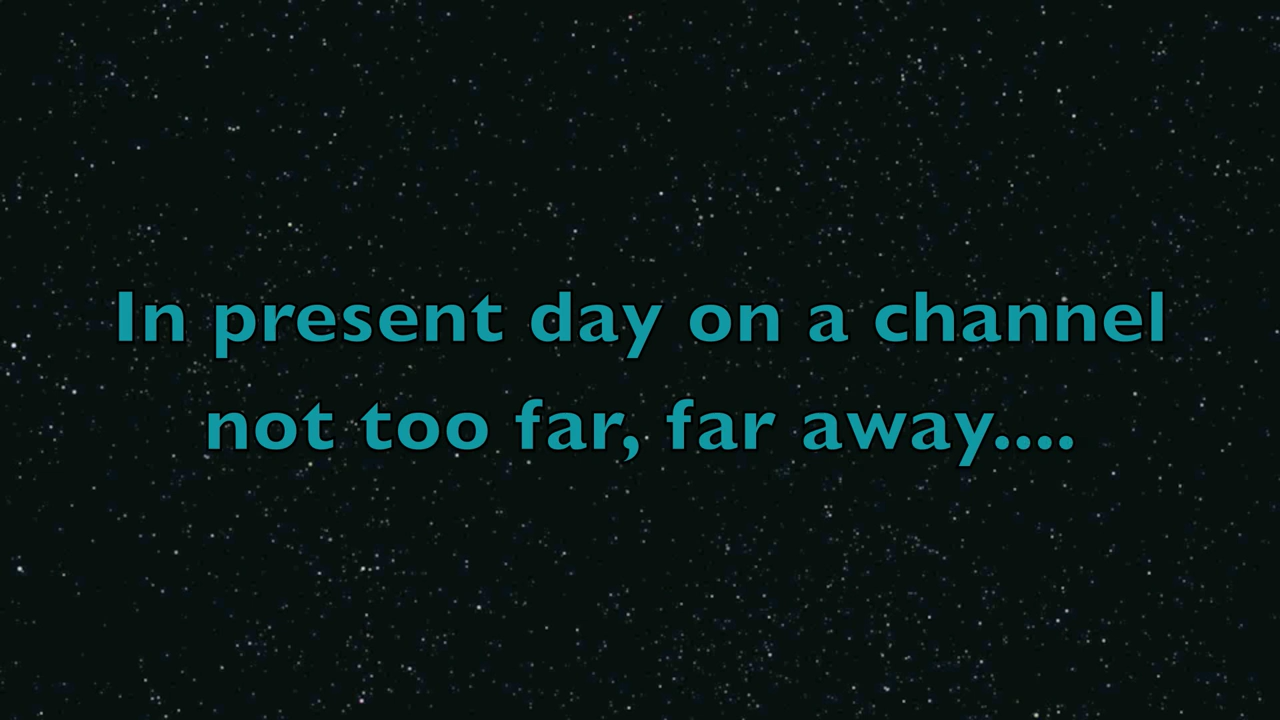 In present day on a channel
not too far, far away....